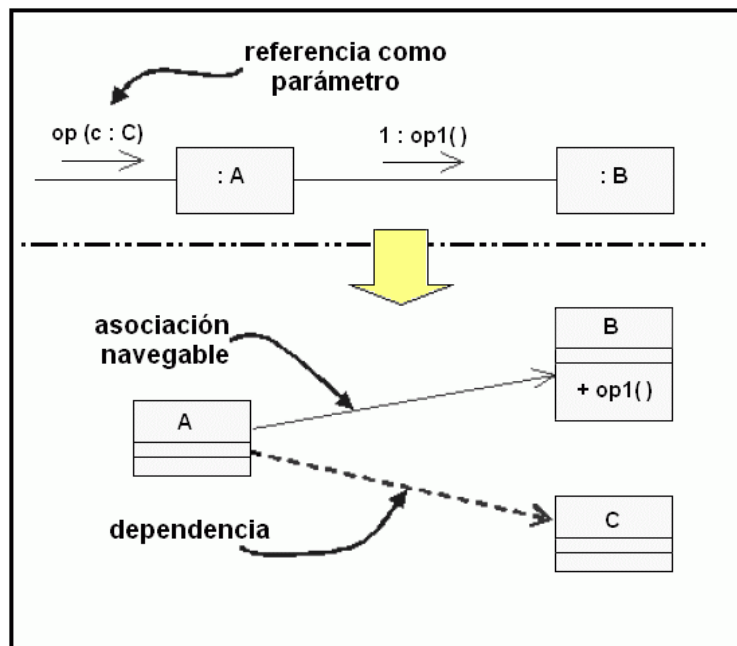 referencia como
parámetro
op (c : C)
1 : op1( )
: A
: B
asociación
navegable
B
+ op1( )
A
C
dependencia